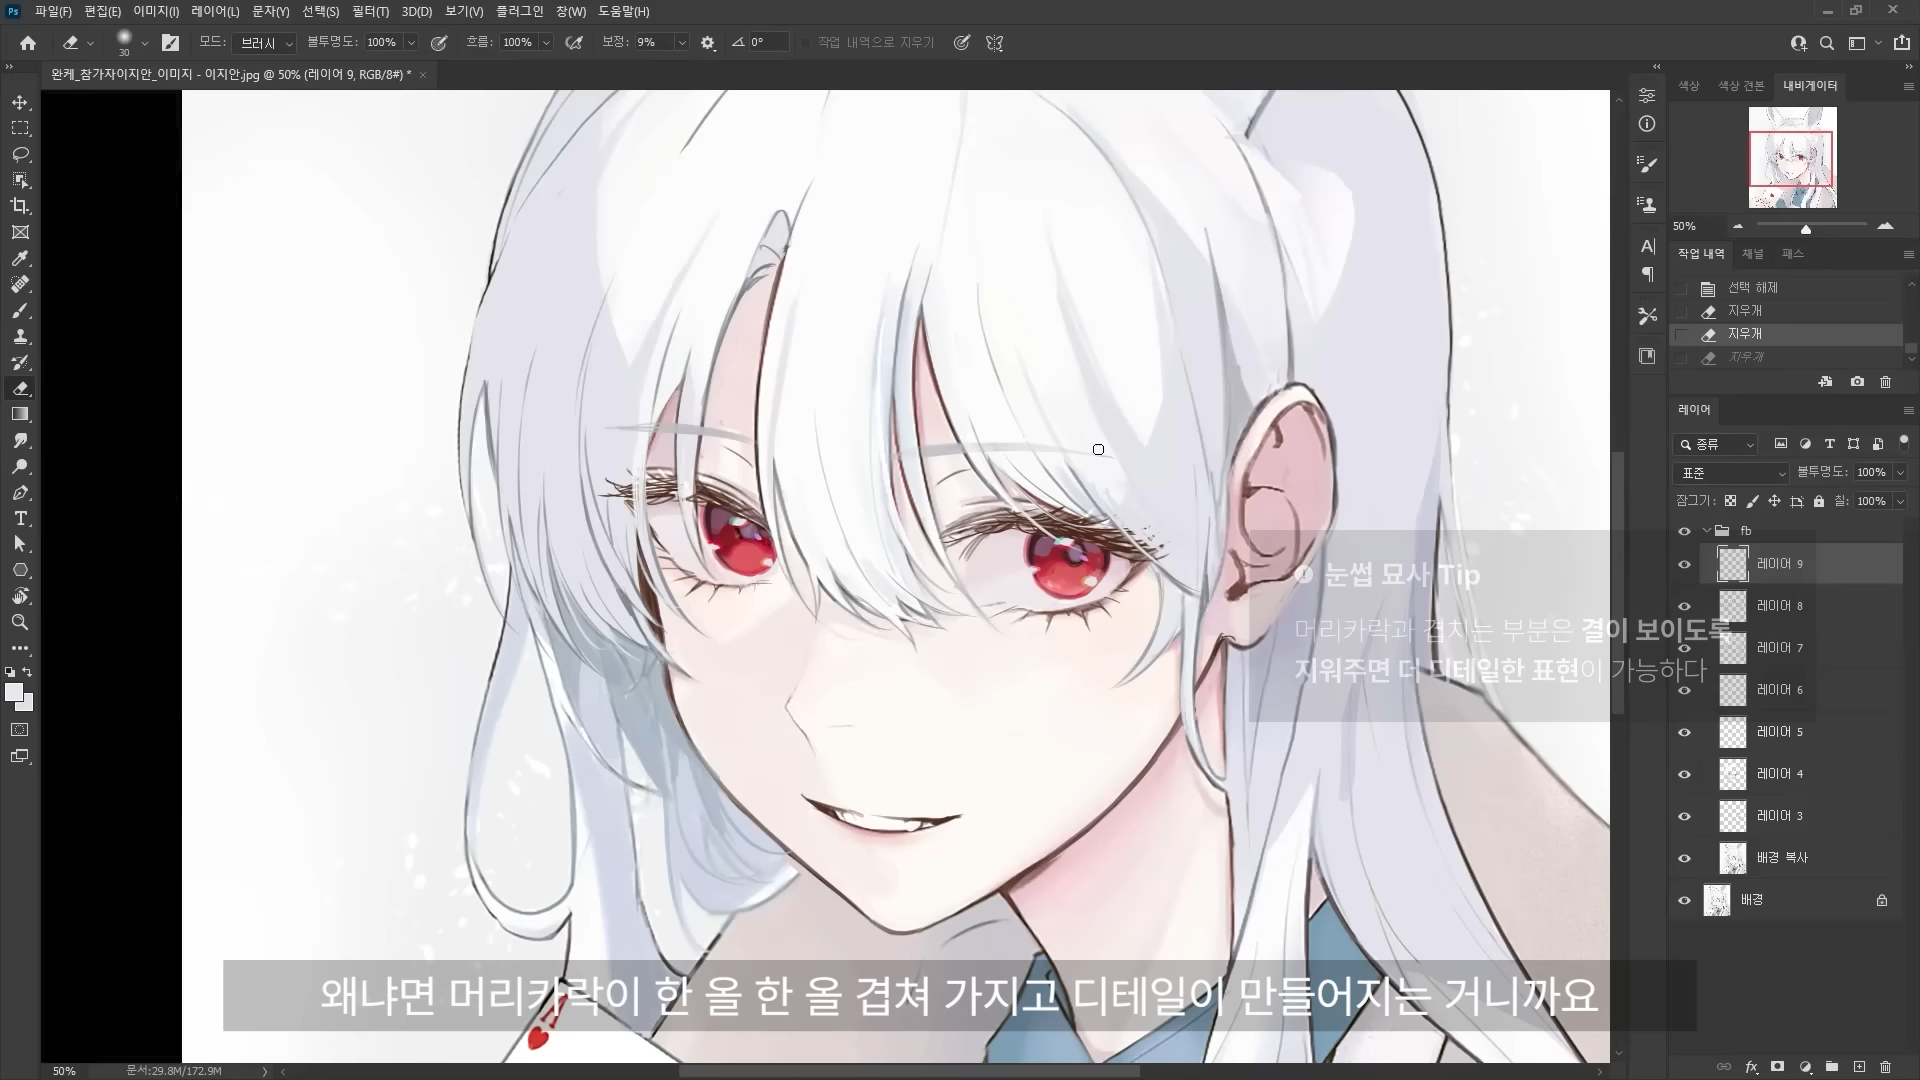 Ps 파일(F) 편집(E) 이미지(I) 레이어(L) 문자(Y) 선택(S) 필터(T) 3D(D) 보기(V) 플러그인 창(W) 도움말(H)
30 모드: 브러시 불투명도: 100% 흐름: 100% 보정: 9% 0° 작업 내역으로 지우기
완케_참가자이지안_이미지 - 이지안.jpg @ 50% (레이어 9, RGB/8#) *
색상 색상 견본 내비게이터
50%
작업 내역 채널 패스
선택 해제
지우개
지우개
지우개
레이어
종류
표준 불투명도: 100%
잠그기: 칠: 100%
fb
레이어 9
레이어 8
레이어 7
레이어 6
레이어 5
레이어 4
레이어 3
배경 복사
배경
눈썹 묘사 Tip
머리카락과 겹치는 부분은 결이 보이도록
지워주면 더 디테일한 표현이 가능하다
왜냐면 머리카락이 한 올 한 올 겹쳐 가지고 디테일이 만들어지는 거니까요
50% 문서:29.8M/172.9M